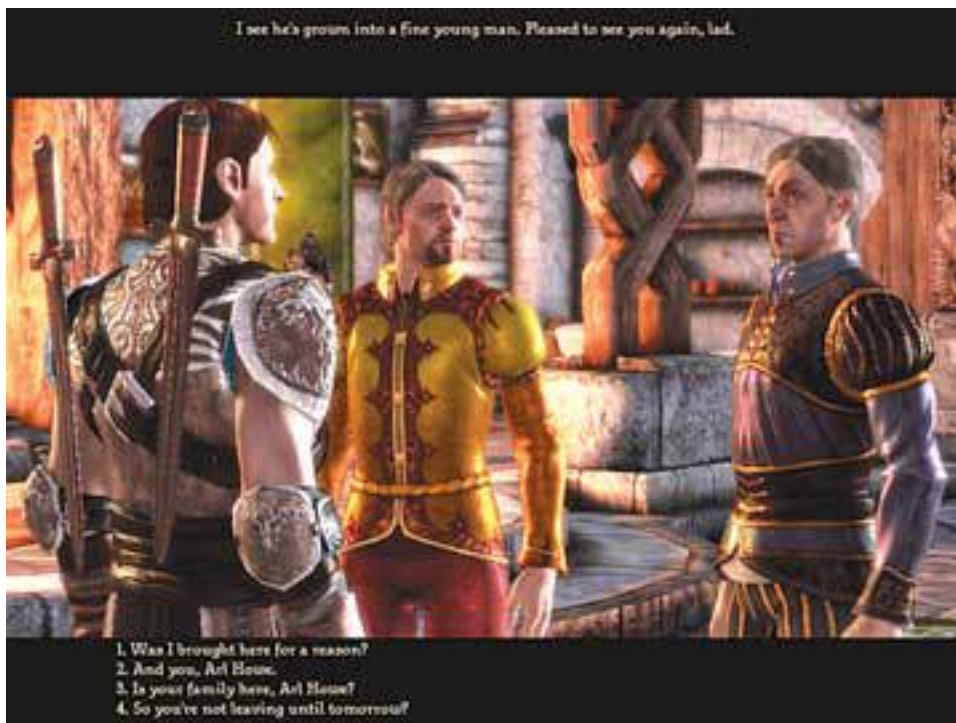 I see he's grown into a fine young man. Pleased to see you again, lad.
1. Was I brought here for a reason?
2. And you, Arl Howe.
3. Is your family here, Arl Howe?
4. So you're not leaving until tomorrow?